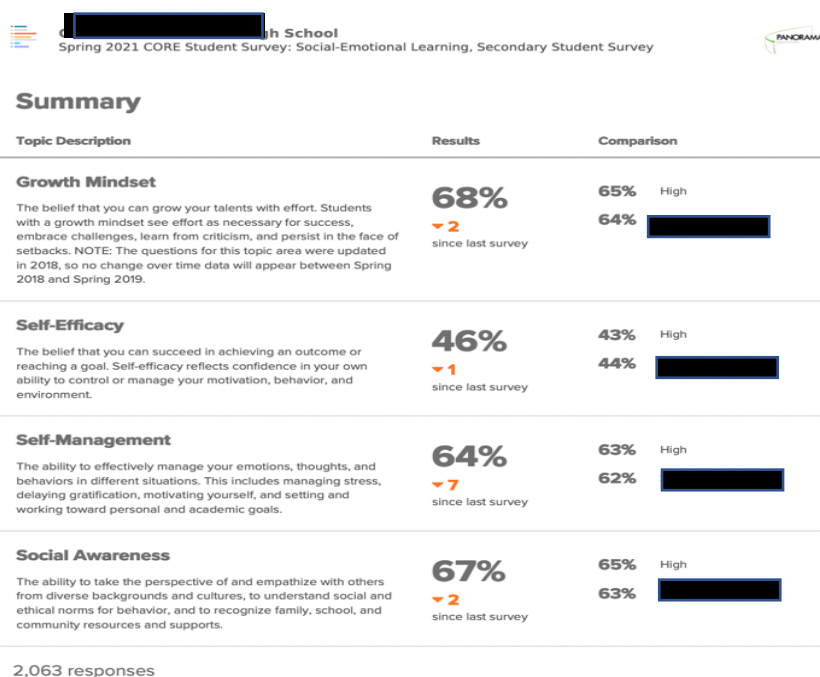 gh School
Spring 2021 CORE Student Survey: Social-Emotional Learning, Secondary Student Survey
PANORAMA
Summary
Topic Description Results Comparison
Growth Mindset
The belief that you can grow your talents with effort. Students
with a growth mindset see effort as necessary for success,
embrace challenges, learn from criticism, and persist in the face of
setbacks. NOTE: The questions for this topic area were updated
in 2018, so no change over time data will appear between Spring
2018 and Spring 2019.
68%
2
since last survey
65% High
64%
Self-Efficacy
The belief that you can succeed in achieving an outcome or
reaching a goal. Self-efficacy reflects confidence in your own
ability to control or manage your motivation, behavior, and
environment.
46%
1
since last survey
43% High
44%
Self-Management
The ability to effectively manage your emotions, thoughts, and
behaviors in different situations. This includes managing stress,
delaying gratification, motivating yourself, and setting and
working toward personal and academic goals.
64%
7
since last survey
63% High
62%
Social Awareness
The ability to take the perspective of and empathize with others
from diverse backgrounds and cultures, to understand social and
ethical norms for behavior, and to recognize family, school, and
community resources and supports.
67%
2
since last survey
65% High
63%
2,063 responses